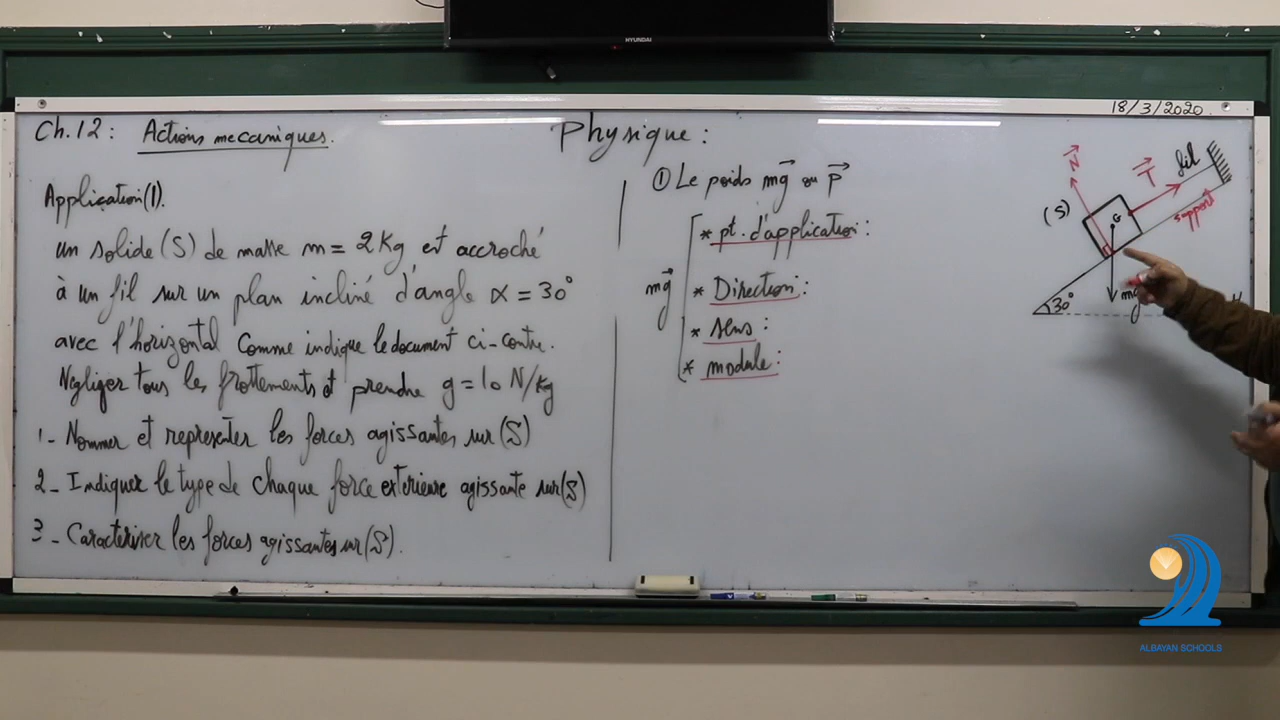 HYUNDAI
18/3/2020
Ch.12: Actions mecaniques.
Physique:
Application(1).
un solide (S) de masse m = 2 Kg est accroché
à un fil sur un plan incliné d'angle α = 30°
avec l'horizontal comme indique le document ci-contre.
Négliger tous les frottements et prendre g = 10 N/Kg
1- Nommer et representer les forces agissantes sur (S)
2- Indiquer le type de chaque force exterieure agissante sur (S)
3- Caracteriser les forces agissantes sur (S).
① Le poids mg⃗ ou P⃗
mg⃗
* pt. d'application:
* Direction:
* sens:
* module:
N⃗
T⃗
fil
(S)
G
support
30°
mg
ALBAYAN SCHOOLS